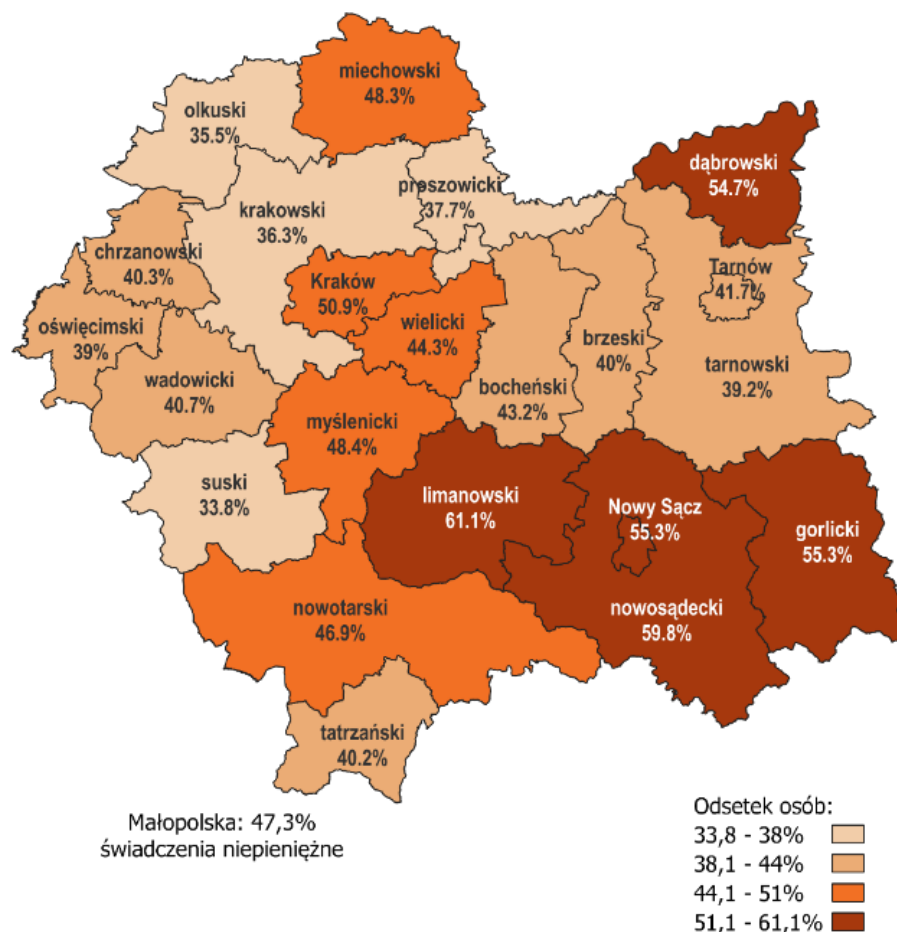 miechowski
48.3%
olkuski
35.5%
dąbrowski
54.7%
proszowicki
37.7%
krakowski
36.3%
chrzanowski
40.3%
Kraków
50.9%
Tarnów
41.7%
oświęcimski
39%
wielicki
44.3%
brzeski
40%
wadowicki
40.7%
bocheński
43.2%
tarnowski
39.2%
myślenicki
48.4%
suski
33.8%
limanowski
61.1%
Nowy Sącz
55.3%
gorlicki
55.3%
nowotarski
46.9%
nowosądecki
59.8%
tatrzański
40.2%
Małopolska: 47,3%
świadczenia niepieniężne
Odsetek osób:
33,8 - 38%
38,1 - 44%
44,1 - 51%
51,1 - 61,1%